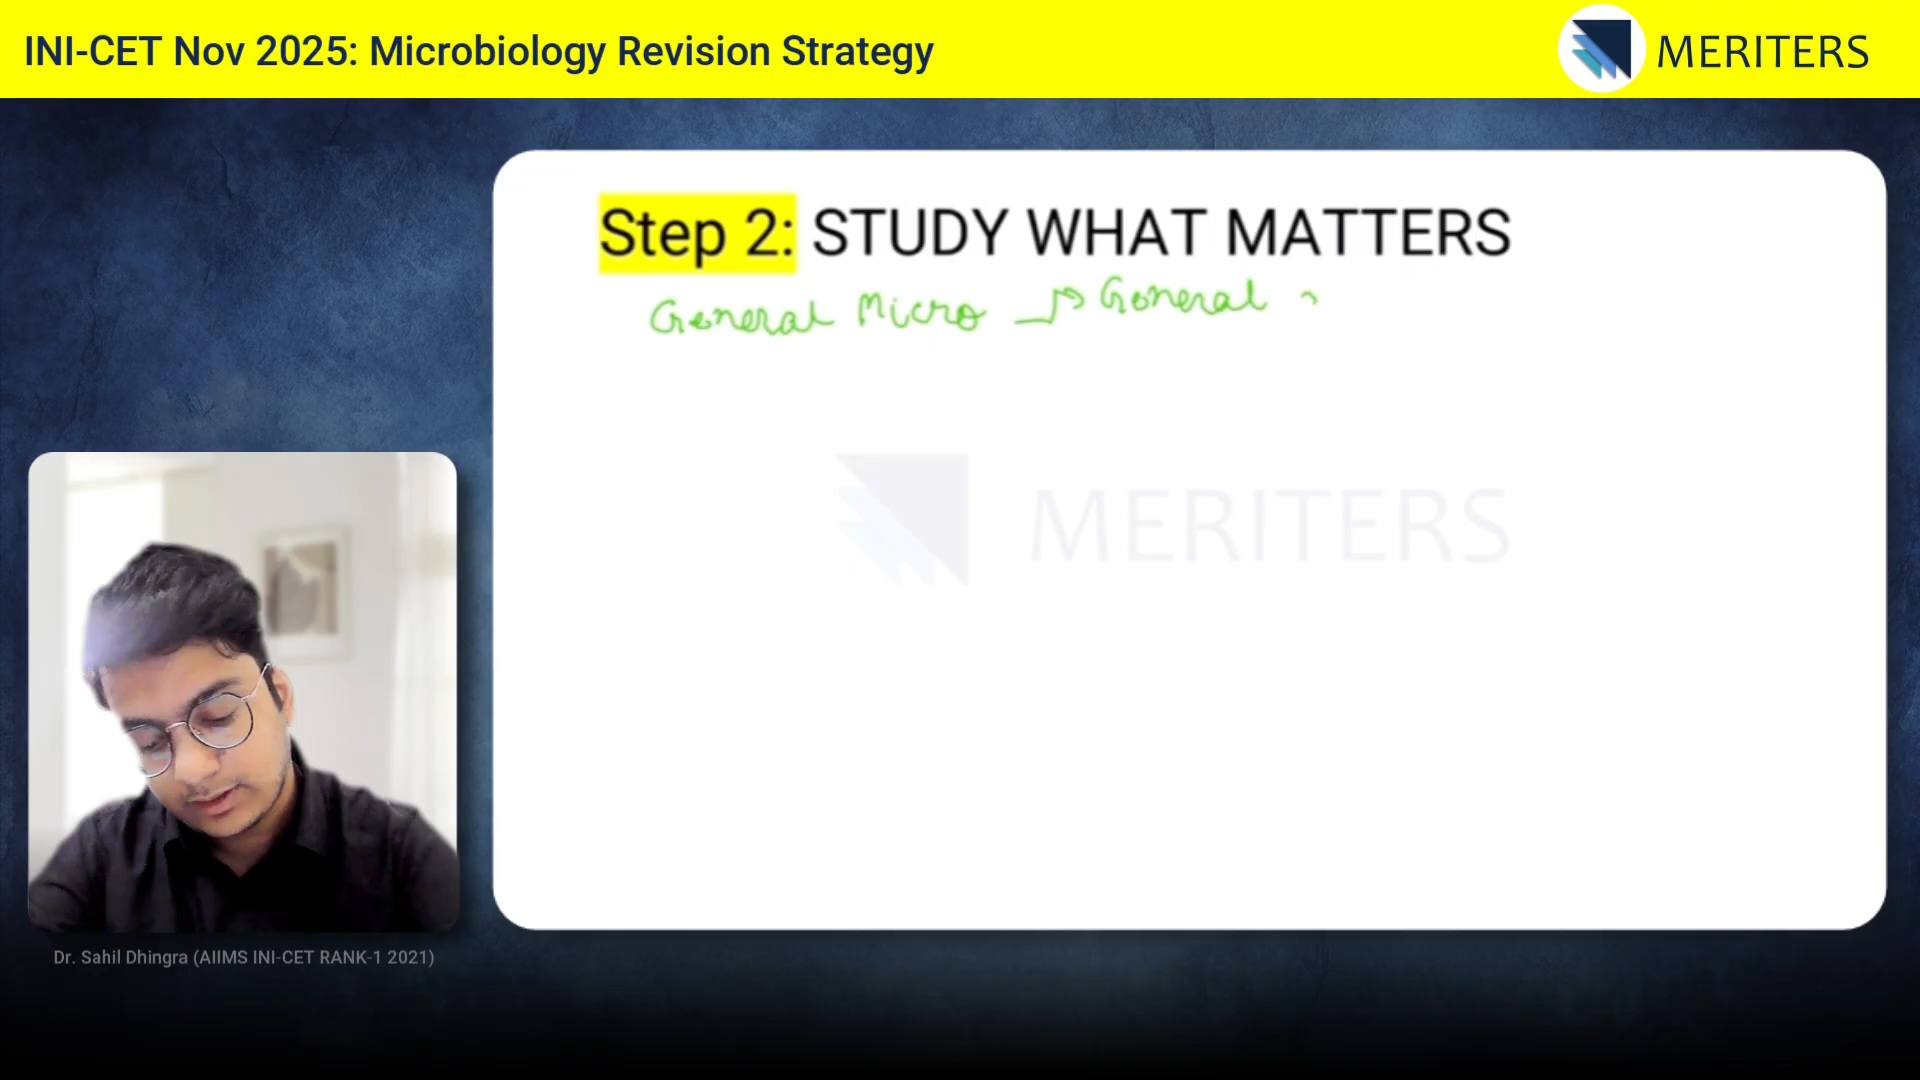 INI-CET Nov 2025: Microbiology Revision Strategy
MERITERS
Step 2: STUDY WHAT MATTERS
General Micro → General
MERITERS
Dr. Sahil Dhingra (AIIMS INI-CET RANK-1 2021)